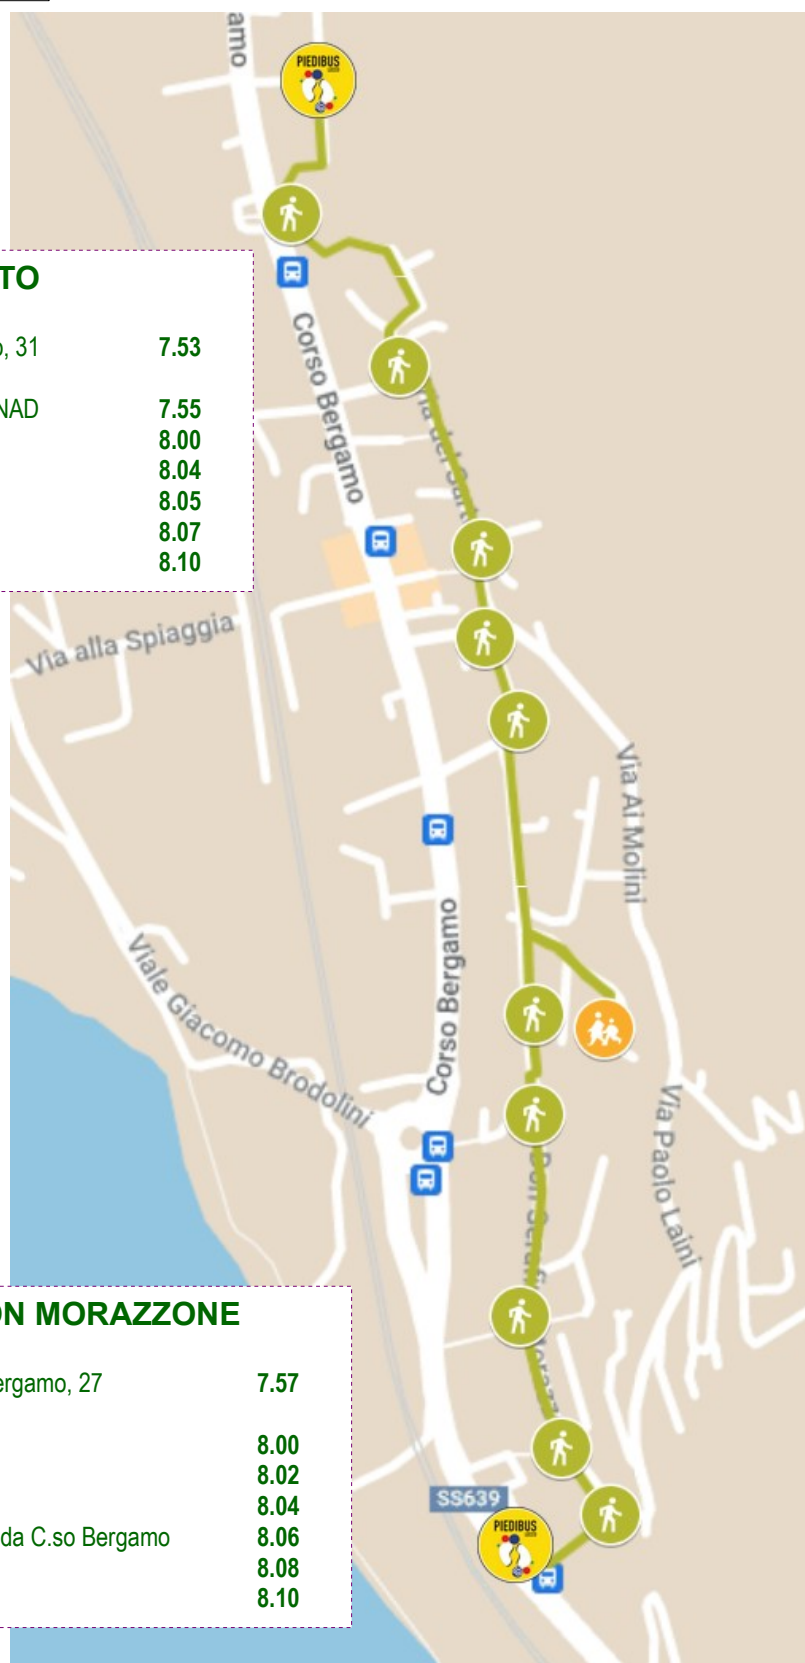 amo
PIEDIBUS
TO
o, 31 7.53
NAD 7.55
8.00
8.04
8.05
8.07
8.10
Corso Bergamo
Via del Sarto
Via alla Spiaggia
Via Ai Molini
Viale Giacomo Brodolini
Corso Bergamo
Via Paolo Laini
ON MORAZZONE
ergamo, 27 7.57
8.00
8.02
8.04
da C.so Bergamo 8.06
8.08
8.10
SS639
PIEDIBUS